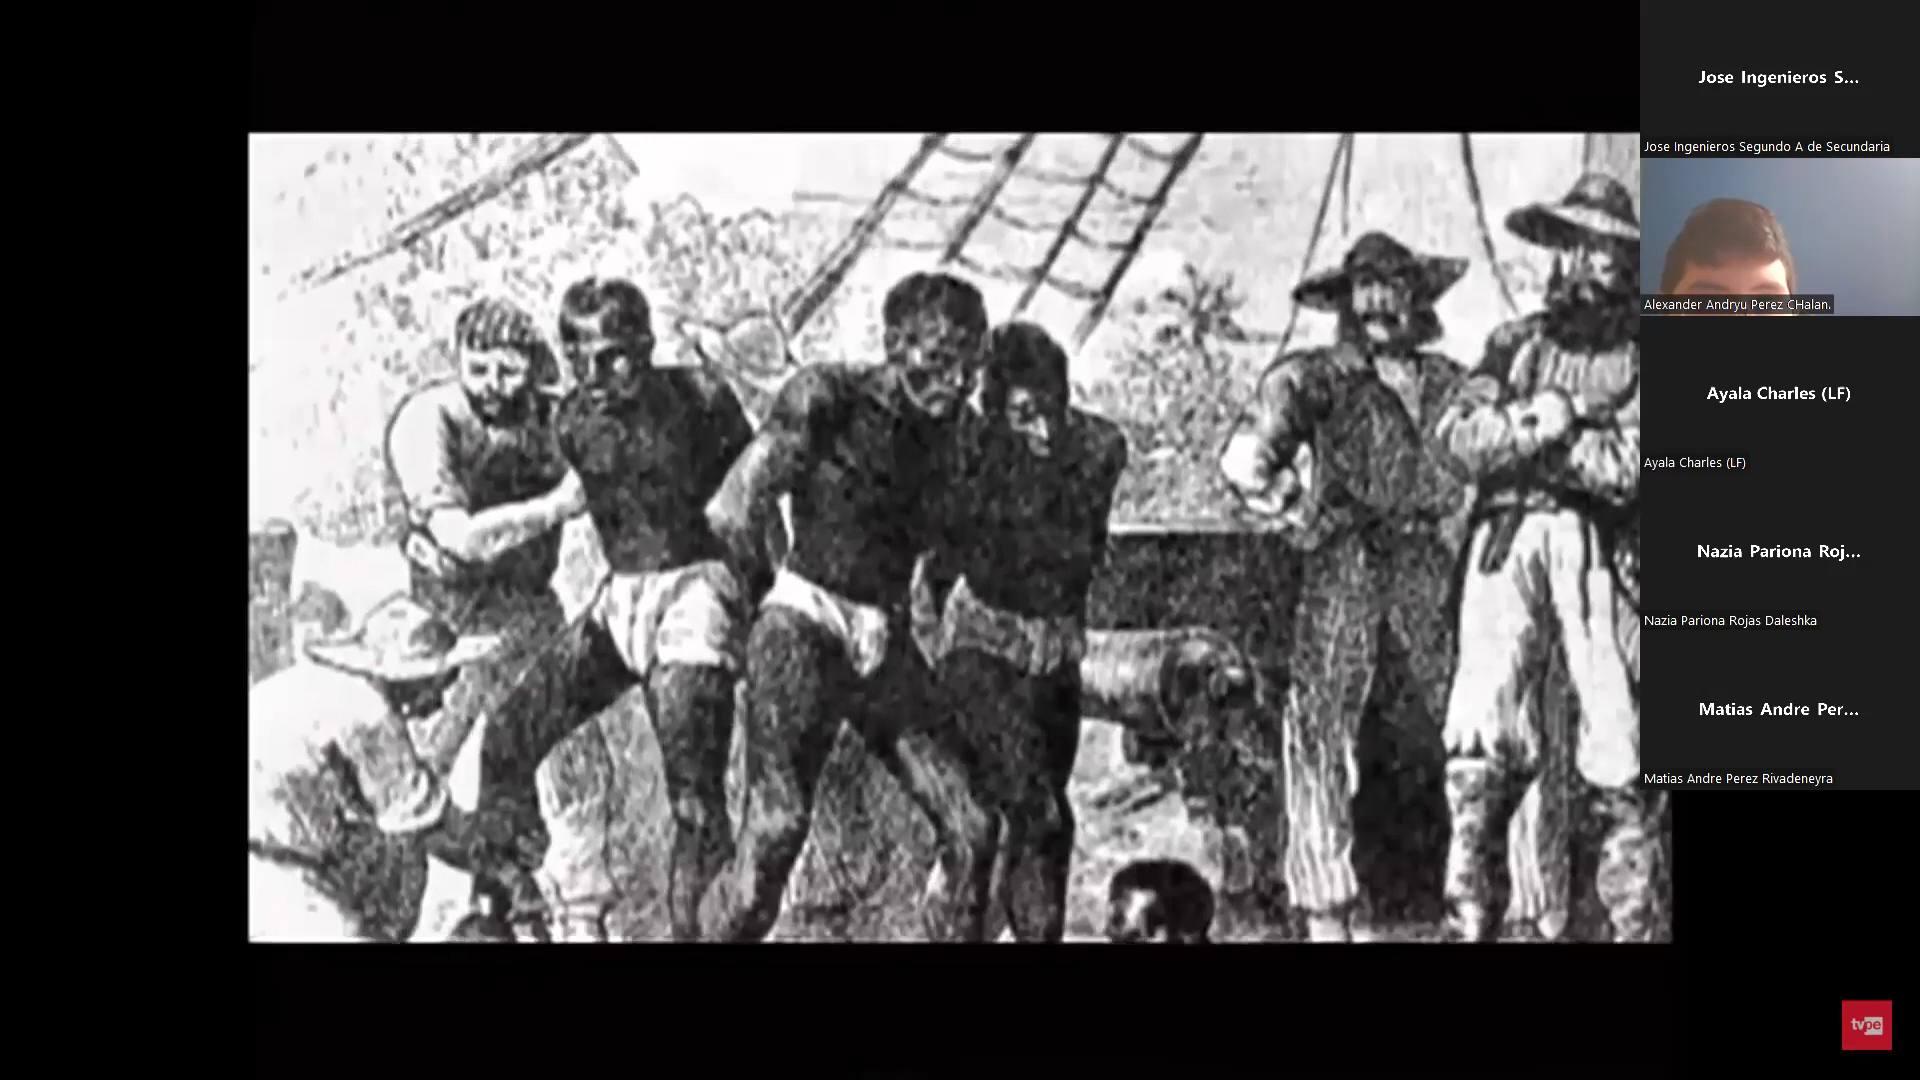 Jose Ingenieros S...
Jose Ingenieros Segundo A de Secundaria
Alexander Andryu Perez CHalan.
Ayala Charles (LF)
Ayala Charles (LF)
Nazia Pariona Roj...
Nazia Pariona Rojas Daleshka
Matias Andre Per...
Matias Andre Perez Rivadeneyra
tvpe